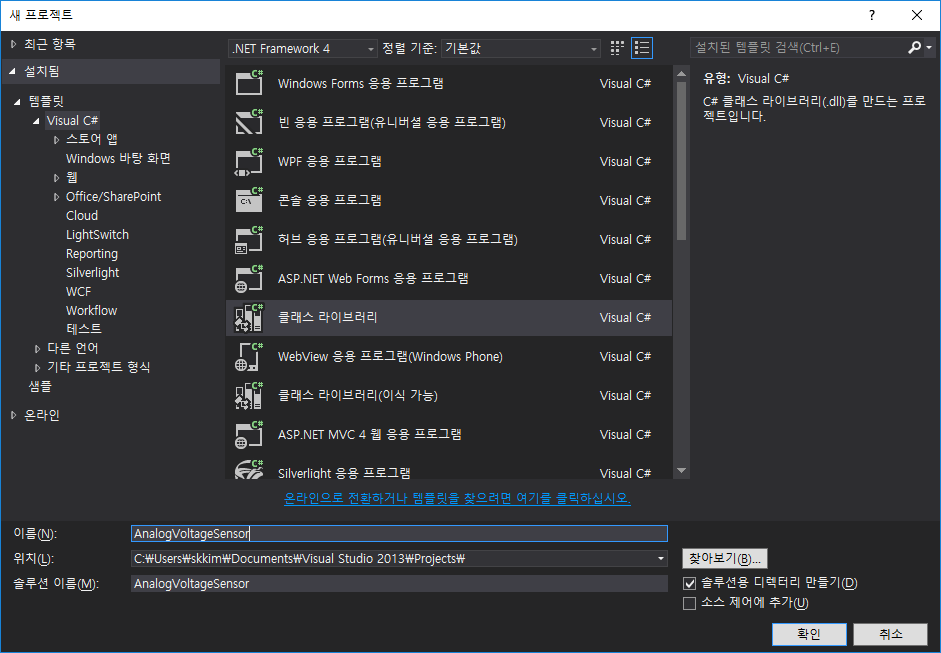 새 프로젝트
? ×
최근 항목
설치됨
템플릿
Visual C#
스토어 앱
Windows 바탕 화면
웹
Office/SharePoint
Cloud
LightSwitch
Reporting
Silverlight
WCF
Workflow
테스트
다른 언어
기타 프로젝트 형식
샘플
온라인
.NET Framework 4 정렬 기준: 기본값
Windows Forms 응용 프로그램 Visual C#
빈 응용 프로그램(유니버설 응용 프로그램) Visual C#
WPF 응용 프로그램 Visual C#
콘솔 응용 프로그램 Visual C#
허브 응용 프로그램(유니버설 응용 프로그램) Visual C#
ASP.NET Web Forms 응용 프로그램 Visual C#
클래스 라이브러리 Visual C#
WebView 응용 프로그램(Windows Phone) Visual C#
클래스 라이브러리(이식 가능) Visual C#
ASP.NET MVC 4 웹 응용 프로그램 Visual C#
Silverlight 응용 프로그램 Visual C#
온라인으로 전환하거나 템플릿을 찾으려면 여기를 클릭하십시오.
설치된 템플릿 검색(Ctrl+E)
유형: Visual C#
C# 클래스 라이브러리(.dll)를 만드는 프로
젝트입니다.
이름(N): AnalogVoltageSensor
위치(L): C:₩Users₩skkim₩Documents₩Visual Studio 2013₩Projects₩ 찾아보기(B)...
솔루션 이름(M): AnalogVoltageSensor
솔루션용 디렉터리 만들기(D)
소스 제어에 추가(U)
확인 취소